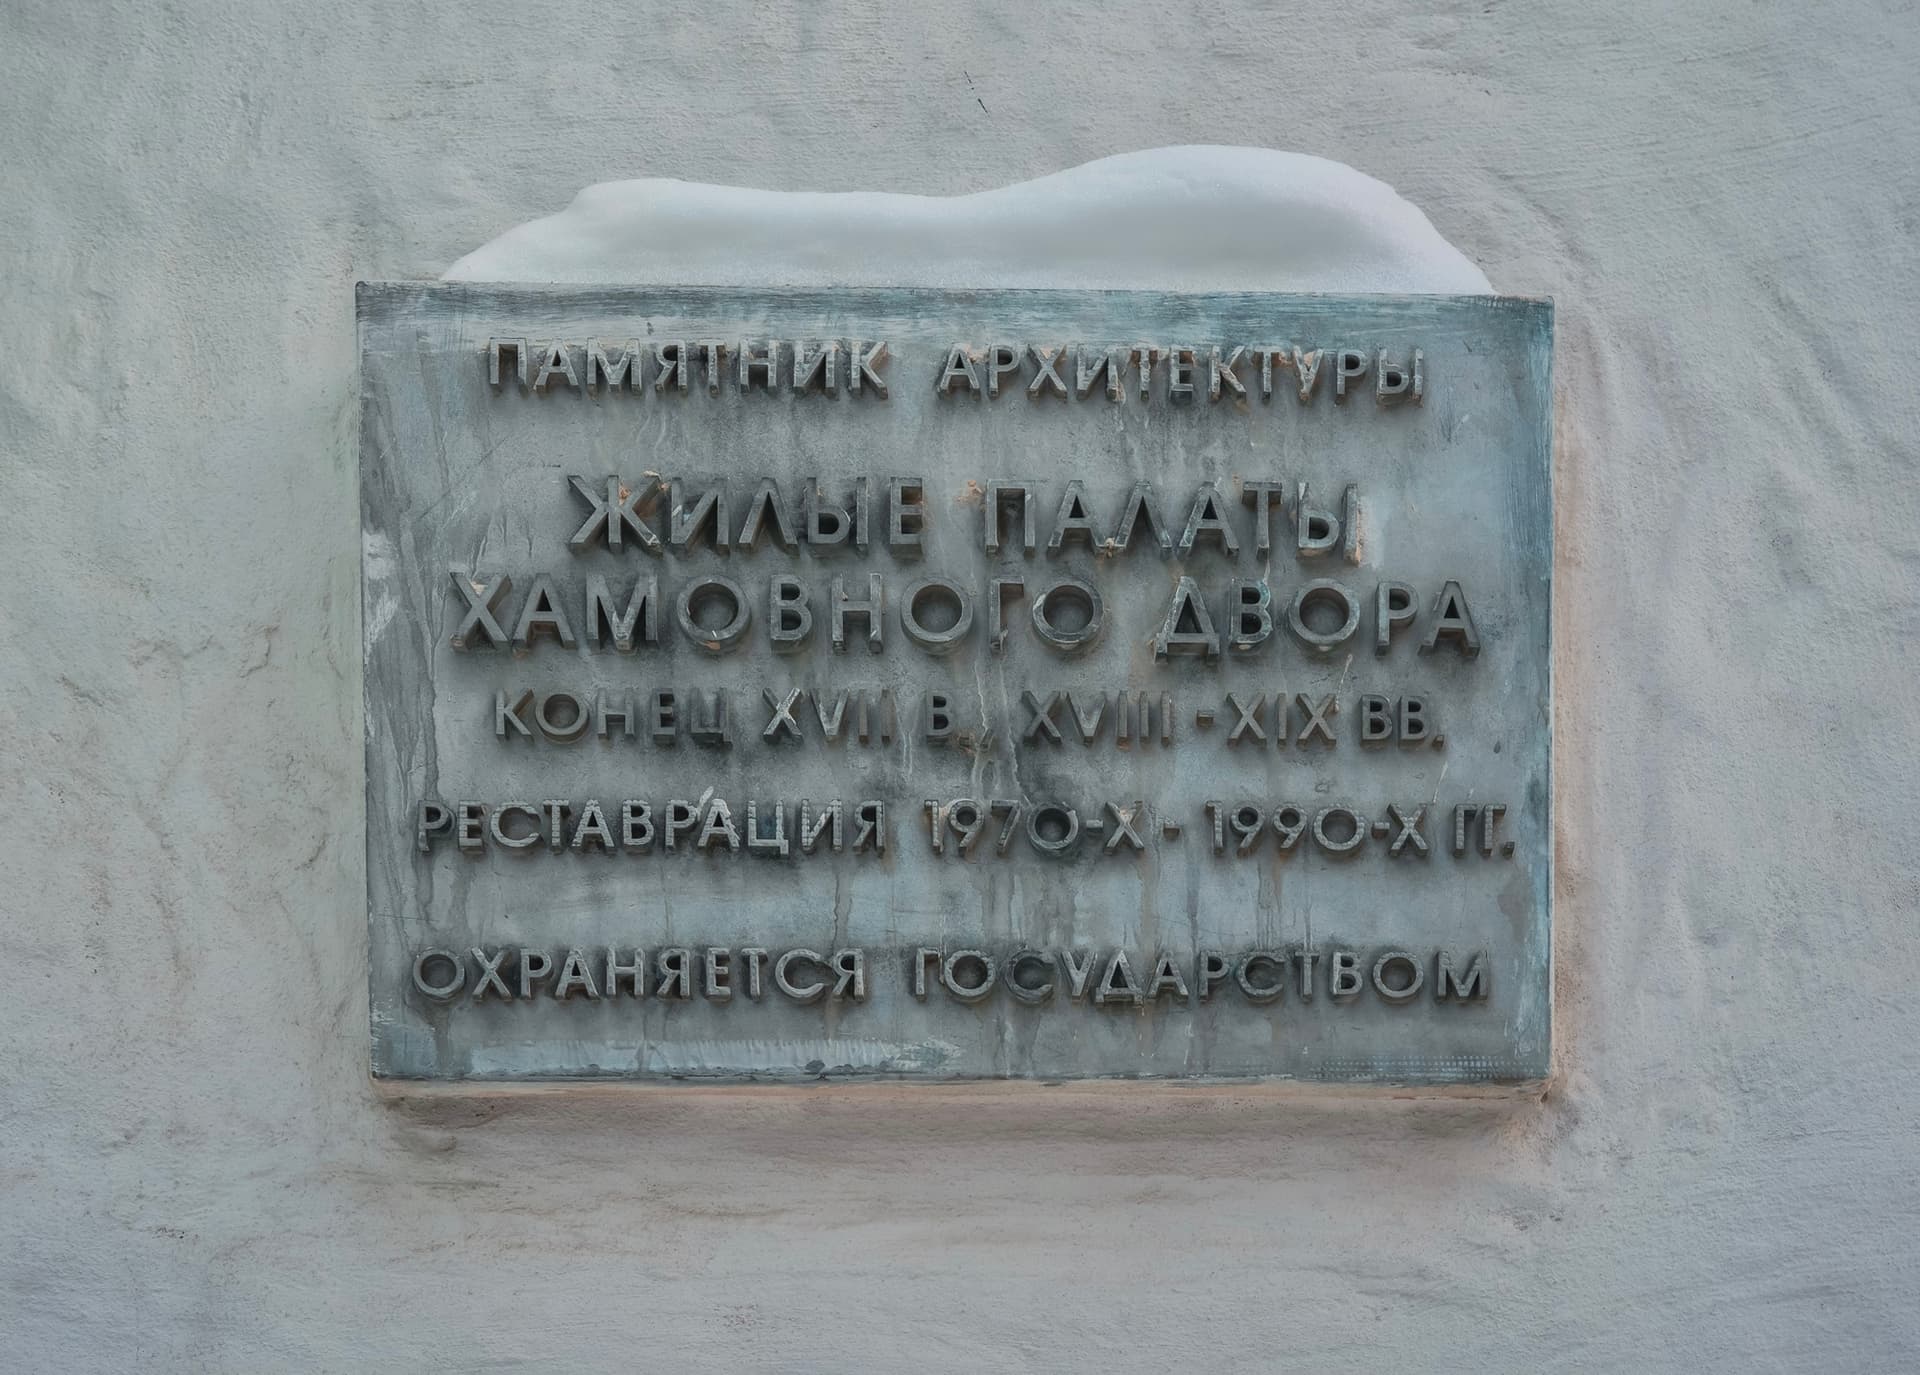 ПАМЯТНИК АРХИТЕКТУРЫ
ЖИЛЫЕ ПАЛАТЫ
ХАМОВНОГО ДВОРА
КОНЕЦ XVII В., XVIII - XIX ВВ.
РЕСТАВРАЦИЯ 1970-Х - 1990-Х ГГ.
ОХРАНЯЕТСЯ ГОСУДАРСТВОМ